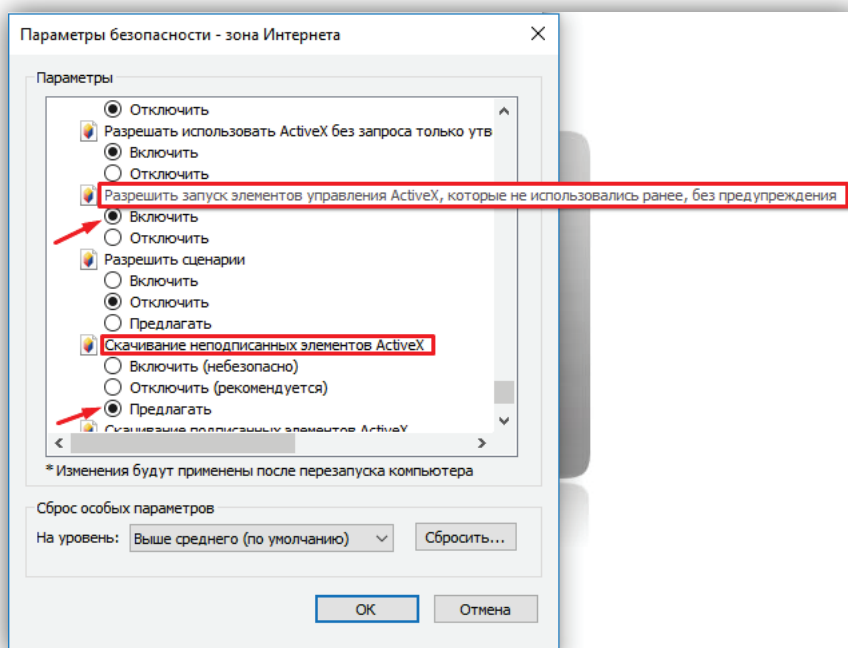 Параметры безопасности - зона Интернета
Параметры
Отключить
Разрешать использовать ActiveX без запроса только утв
Включить
Отключить
Разрешить запуск элементов управления ActiveX, которые не использовались ранее, без предупреждения
Включить
Отключить
Разрешить сценарии
Включить
Отключить
Предлагать
Скачивание неподписанных элементов ActiveX
Включить (небезопасно)
Отключить (рекомендуется)
Предлагать
Скачивание подписанных элементов ActiveX
* Изменения будут применены после перезапуска компьютера
Сброс особых параметров
На уровень: Выше среднего (по умолчанию) Сбросить...
ОК Отмена